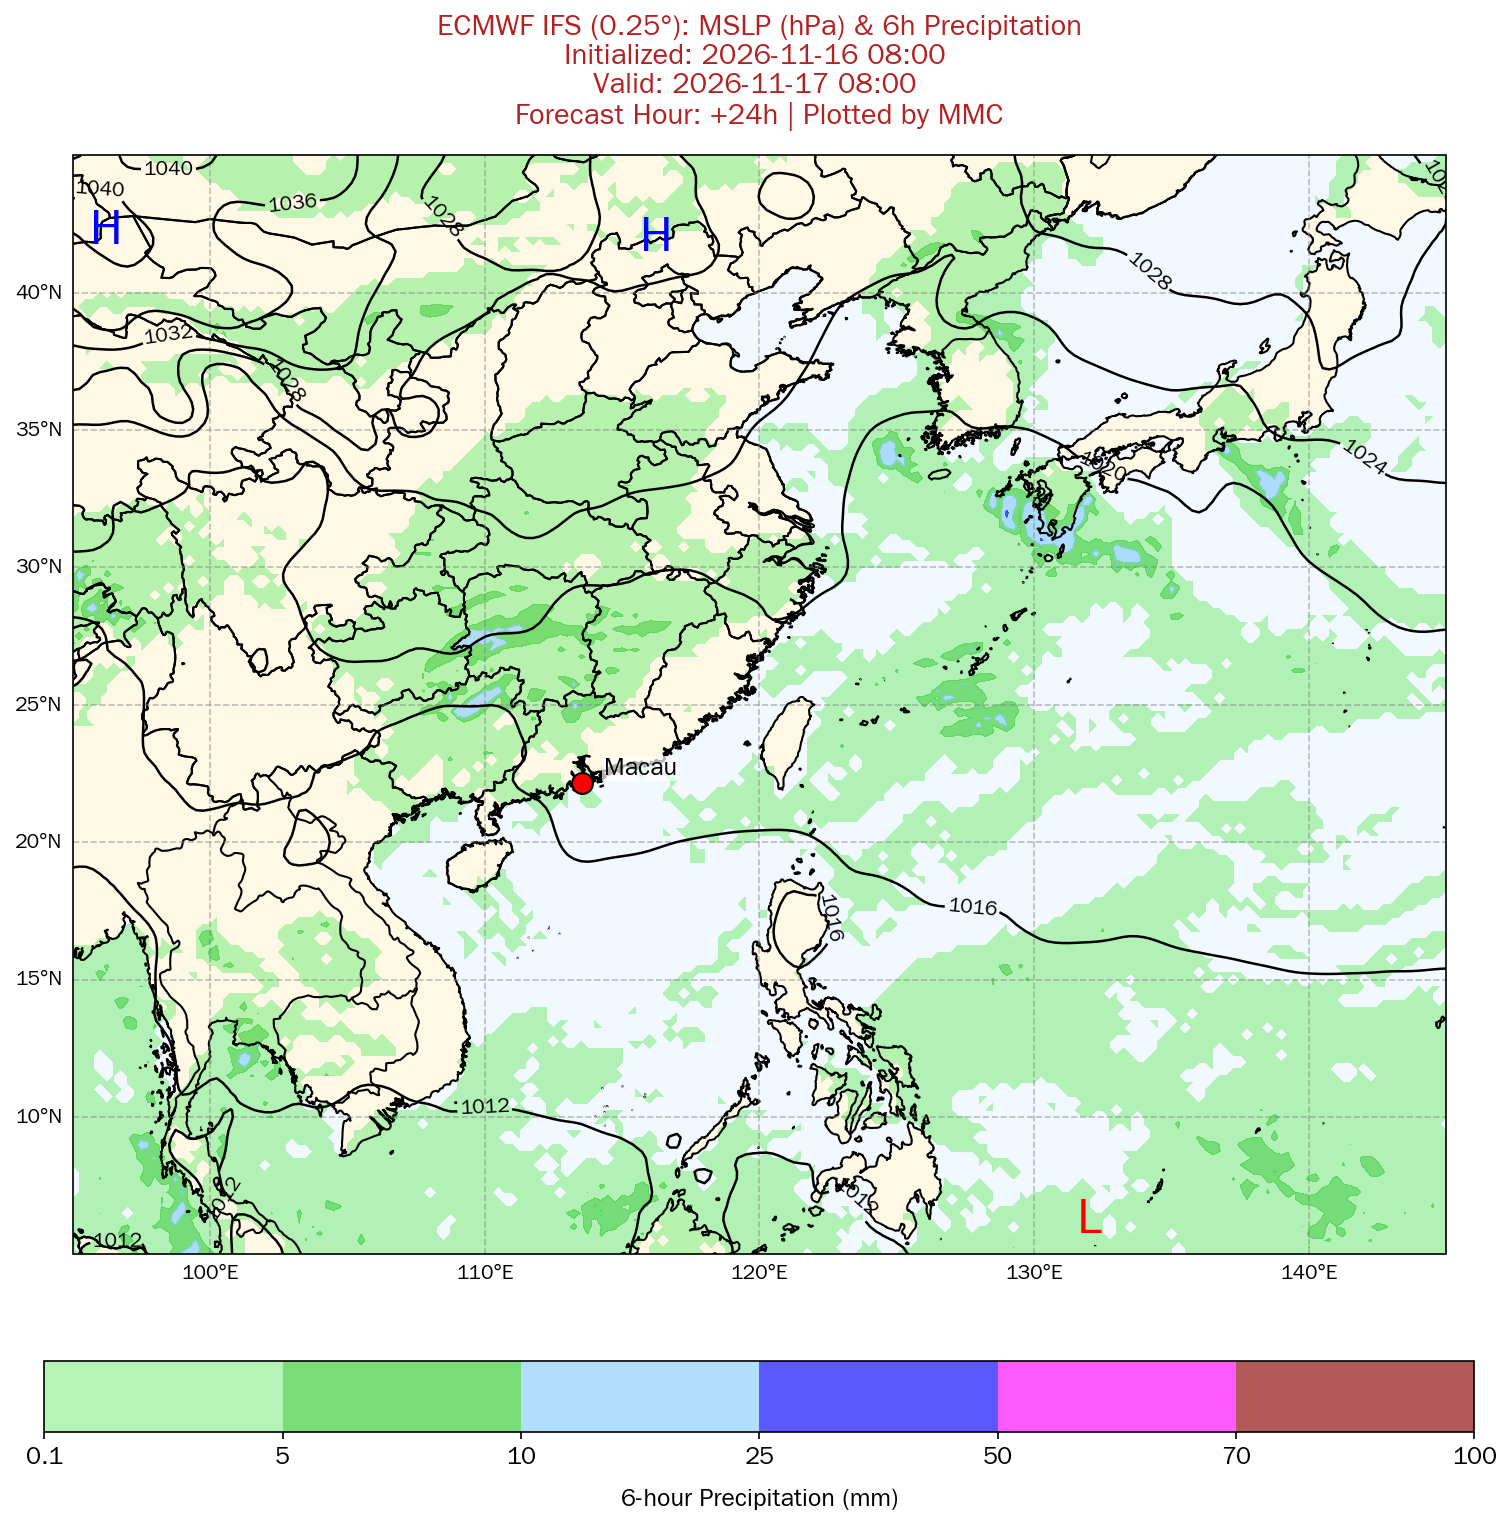 ECMWF IFS (0.25°): MSLP (hPa) & 6h Precipitation
Initialized: 2026-11-16 08:00
Valid: 2026-11-17 08:00
Forecast Hour: +24h | Plotted by MMC
1040
1040
1036
1028
H
H
1028
40°N
1032
1028
35°N
1020
1024
30°N
25°N
Macau
20°N
1016
1016
15°N
10°N
1012
1012
1012
L
1012
100°E
110°E
120°E
130°E
140°E
0.1
5
10
25
50
70
100
6-hour Precipitation (mm)